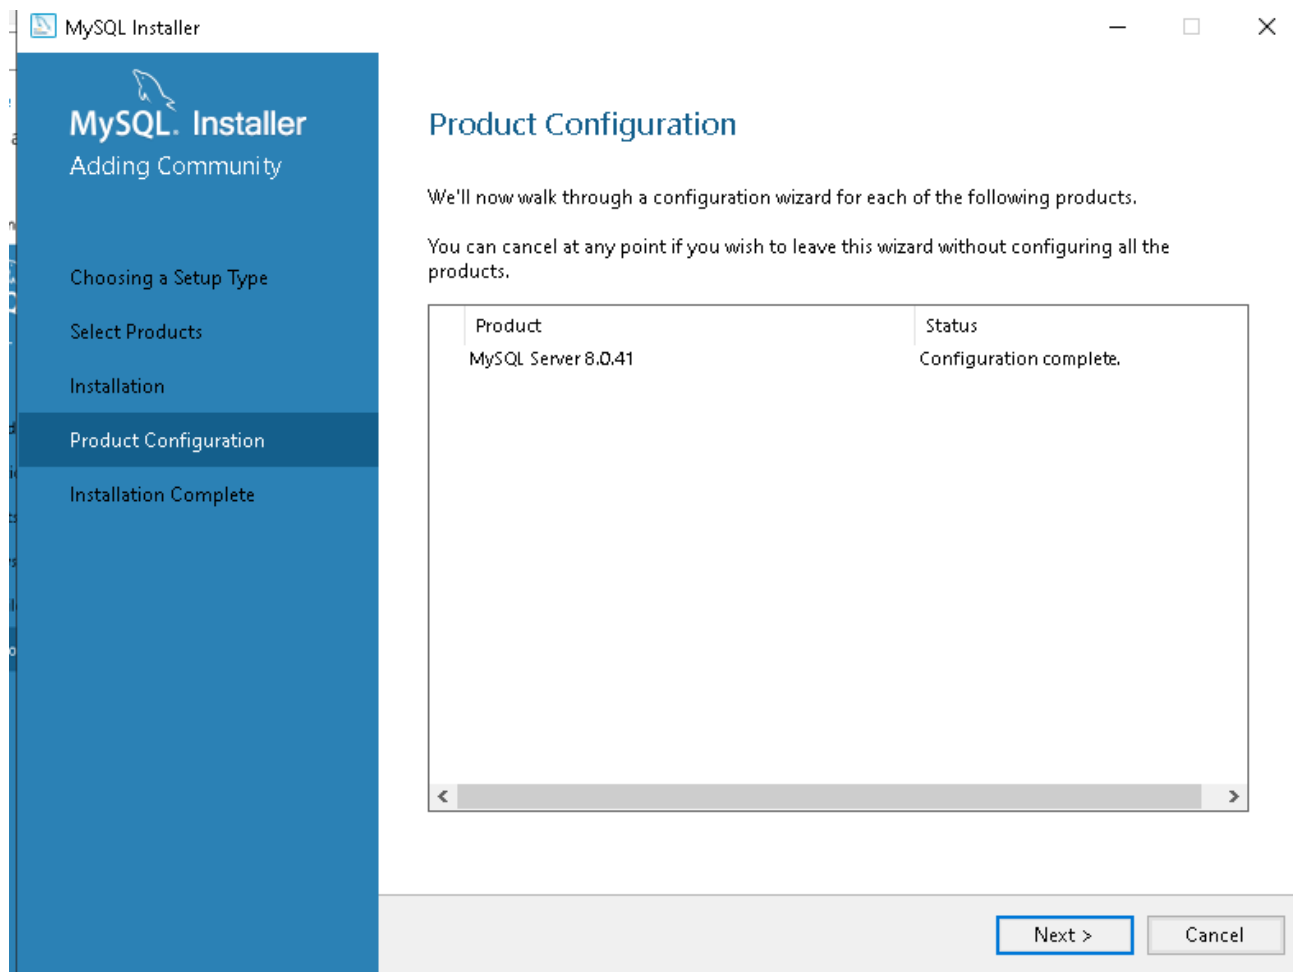 MySQL Installer
MySQL. Installer
Adding Community
Choosing a Setup Type
Select Products
Installation
Product Configuration
Installation Complete
Product Configuration
We'll now walk through a configuration wizard for each of the following products.
You can cancel at any point if you wish to leave this wizard without configuring all the
products.
Product Status
MySQL Server 8.0.41 Configuration complete.
Next > Cancel